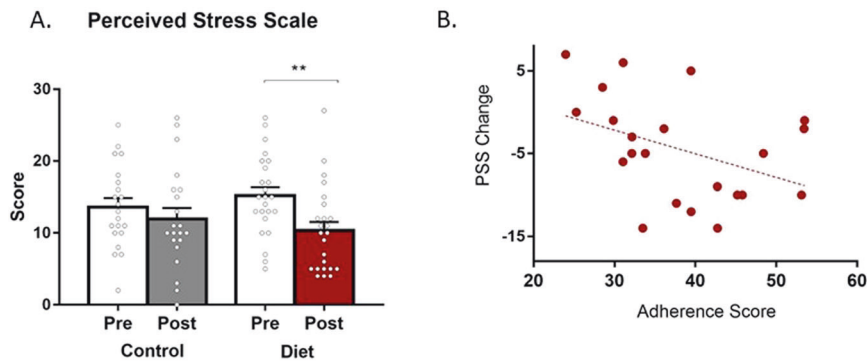 A. Perceived Stress Scale
**
30
20
10
0
Score
Pre Post Pre Post
Control Diet
B.
5
-5
-15
PSS Change
20 30 40 50 60
Adherence Score